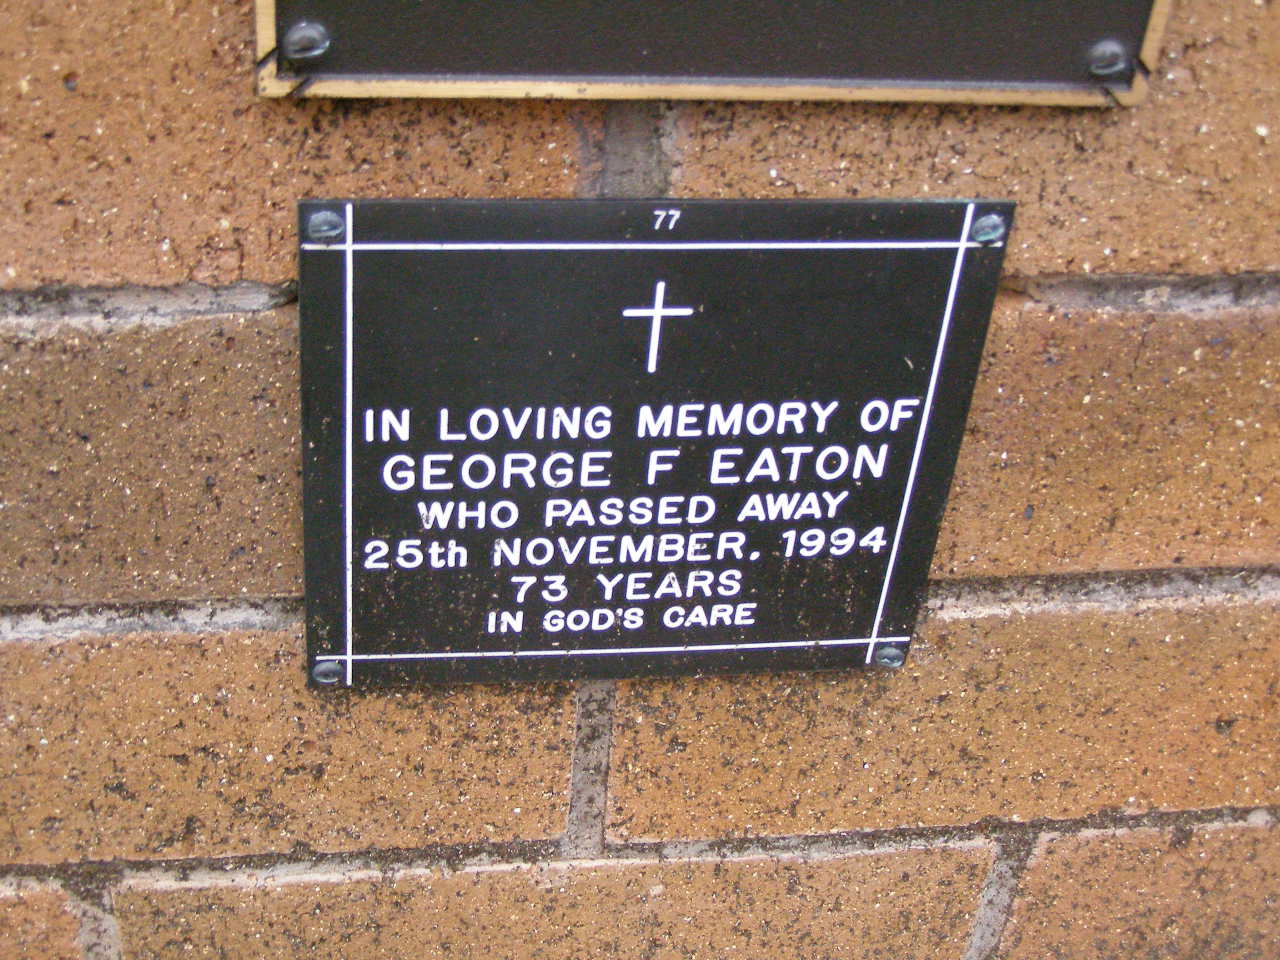 77
IN LOVING MEMORY OF
GEORGE F EATON
WHO PASSED AWAY
25th NOVEMBER. 1994
73 YEARS
IN GOD'S CARE